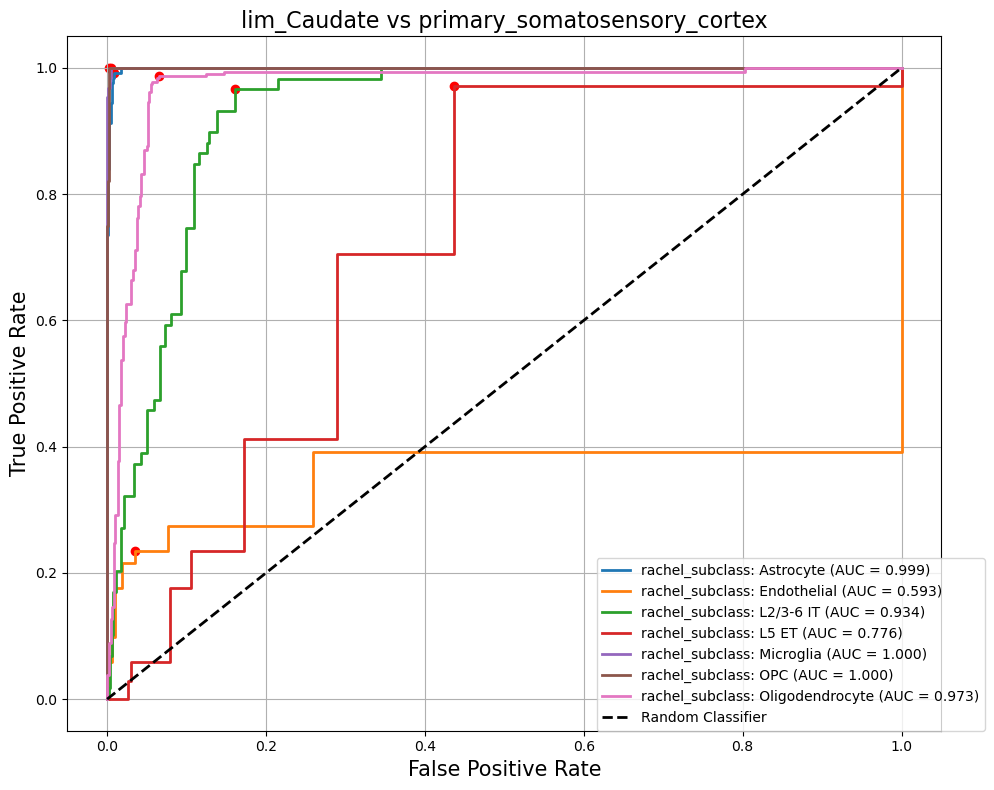 lim_Caudate vs primary_somatosensory_cortex
True Positive Rate
1.0
0.8
0.6
0.4
0.2
0.0
0.0 0.2 0.4 0.6 0.8 1.0
False Positive Rate
rachel_subclass: Astrocyte (AUC = 0.999)
rachel_subclass: Endothelial (AUC = 0.593)
rachel_subclass: L2/3-6 IT (AUC = 0.934)
rachel_subclass: L5 ET (AUC = 0.776)
rachel_subclass: Microglia (AUC = 1.000)
rachel_subclass: OPC (AUC = 1.000)
rachel_subclass: Oligodendrocyte (AUC = 0.973)
Random Classifier